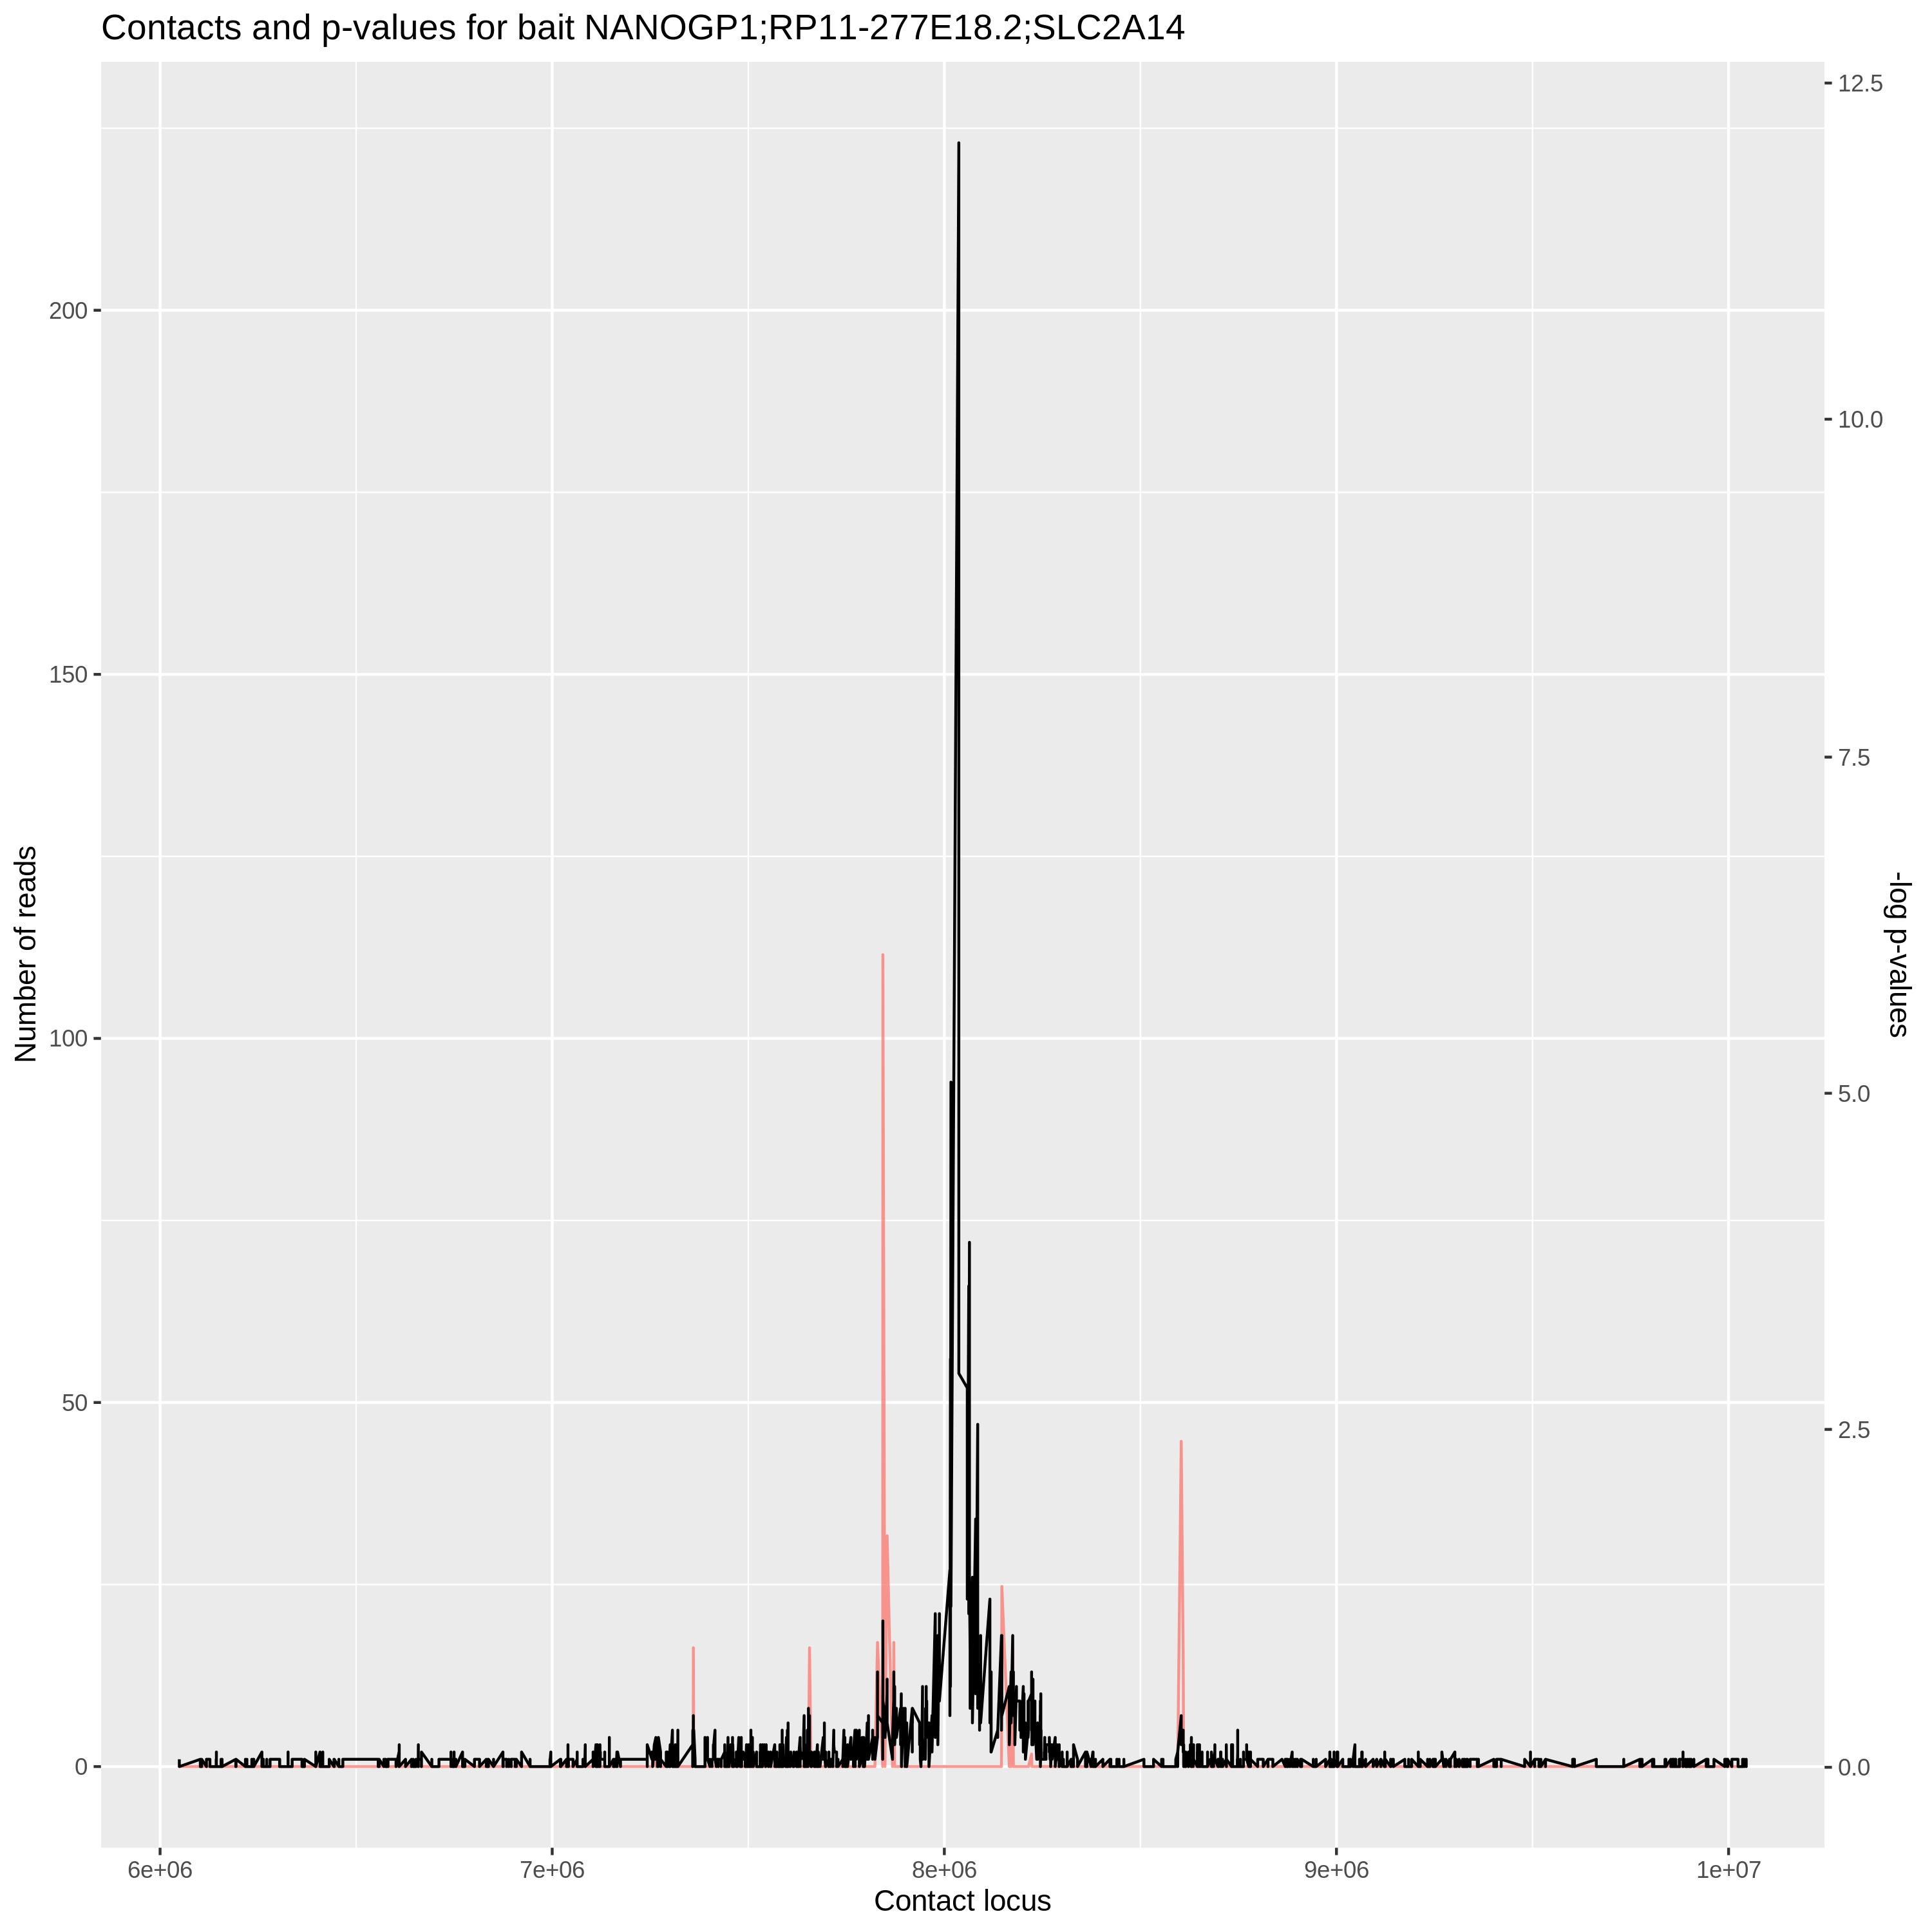 Contacts and p-values for bait NANOGP1;RP11-277E18.2;SLC2A14
12.5
200
10.0
150
7.5
Number of reads
-log p-values
100
5.0
50
2.5
0
0.0
6e+06
7e+06
8e+06
9e+06
1e+07
Contact locus